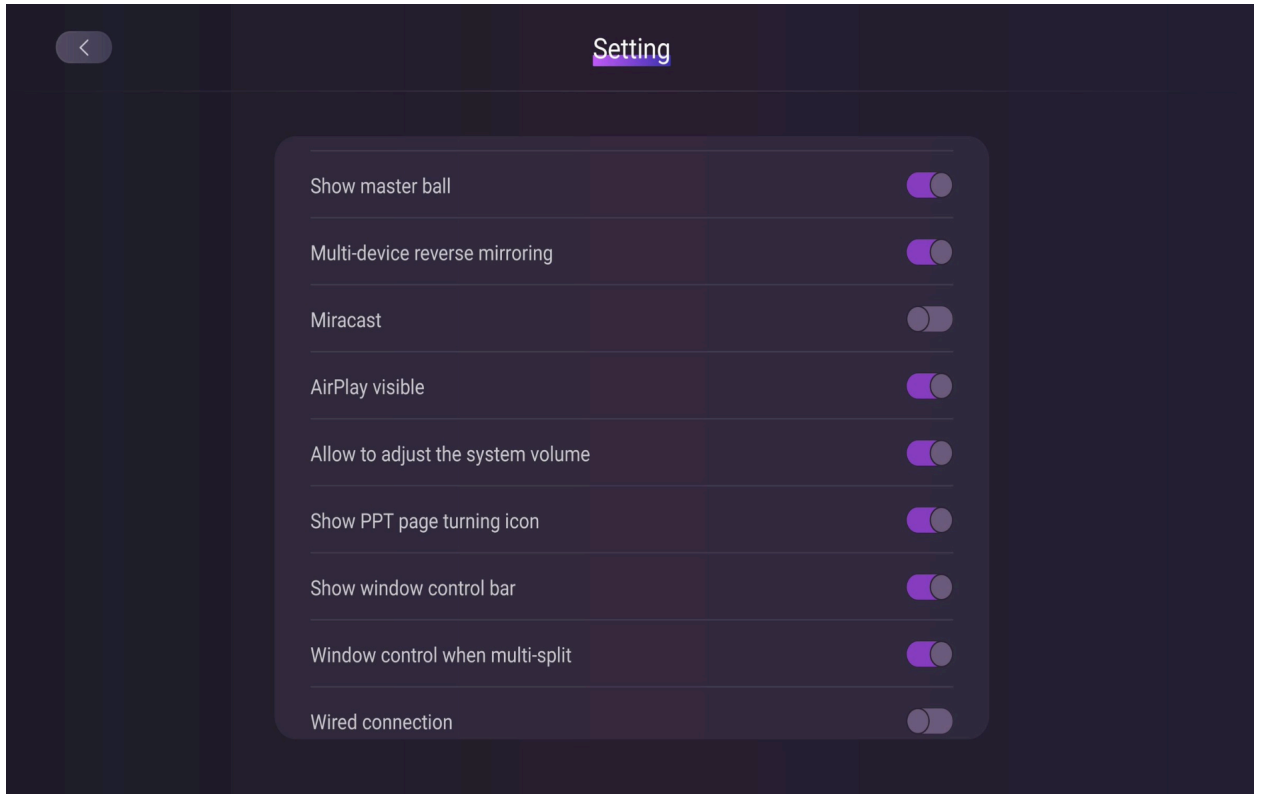 Setting
Show master ball
Multi-device reverse mirroring
Miracast
AirPlay visible
Allow to adjust the system volume
Show PPT page turning icon
Show window control bar
Window control when multi-split
Wired connection